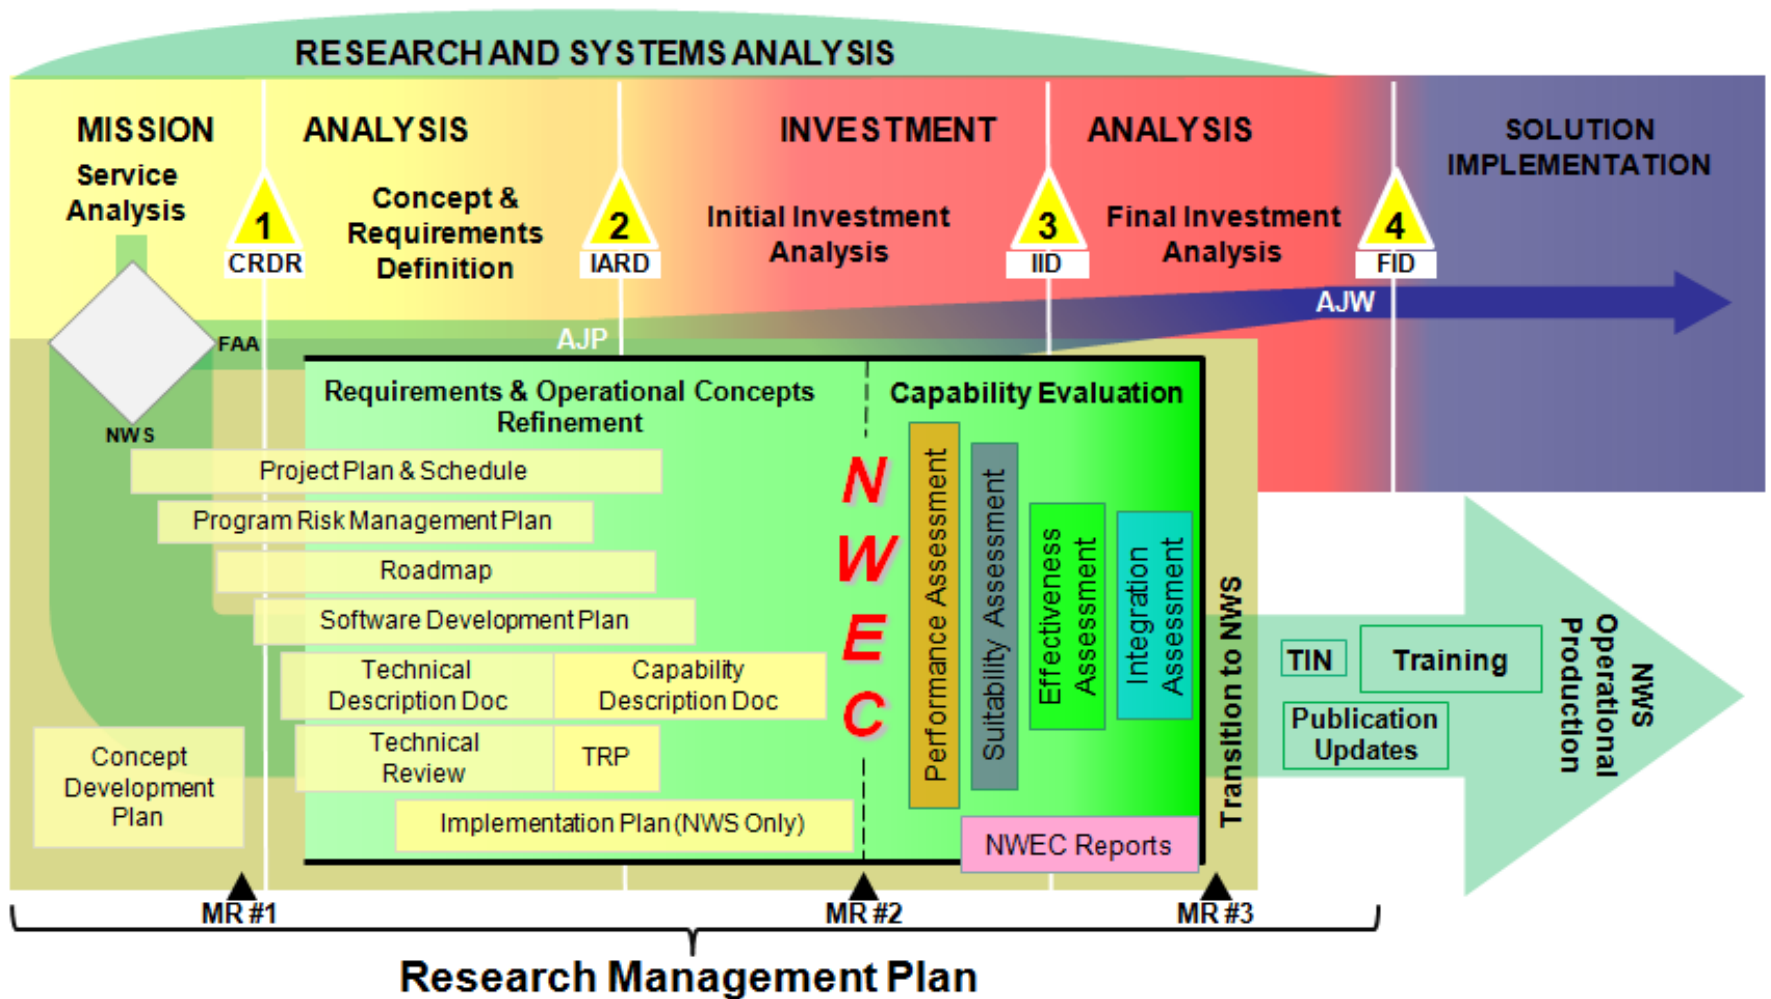 RESEARCH AND SYSTEMS ANALYSIS
MISSION
ANALYSIS
INVESTMENT
ANALYSIS
SOLUTION
IMPLEMENTATION
Service
Analysis
1
CRDR
Concept &
Requirements
Definition
2
IARD
Initial Investment
Analysis
3
IID
Final Investment
Analysis
4
FID
AJW
AJP
FAA
NWS
Requirements & Operational Concepts
Refinement
Capability Evaluation
Project Plan & Schedule
Program Risk Management Plan
Roadmap
Software Development Plan
Technical
Description Doc
Capability
Description Doc
Technical
Review
TRP
Implementation Plan (NWS Only)
Concept
Development
Plan
N
W
E
C
Performance Assessment
Suitability Assessment
Effectiveness
Assessment
Integration
Assessment
NWEC Reports
Transition to NWS
TIN
Training
Publication
Updates
NWS
Operational
Production
MR #1
MR #2
MR #3
Research Management Plan